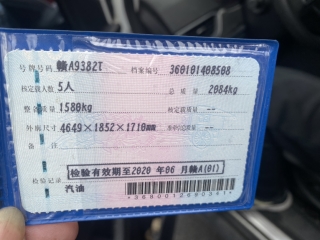 号牌号码 赣A9382T 档案编号 360101408508
核定载人数 5人 总质量 2084kg
整备质量 1580kg 核定载质量 --
外廓尺寸 4649×1852×1710mm 准牵引总质量 --
备注
检验有效期至2020 年06 月赣A(01)
检验记录
汽油